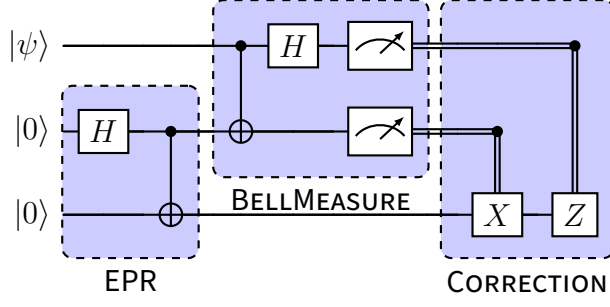 |ψ⟩ H
|0⟩ H
|0⟩ X Z
BELLMEASURE
EPR CORRECTION